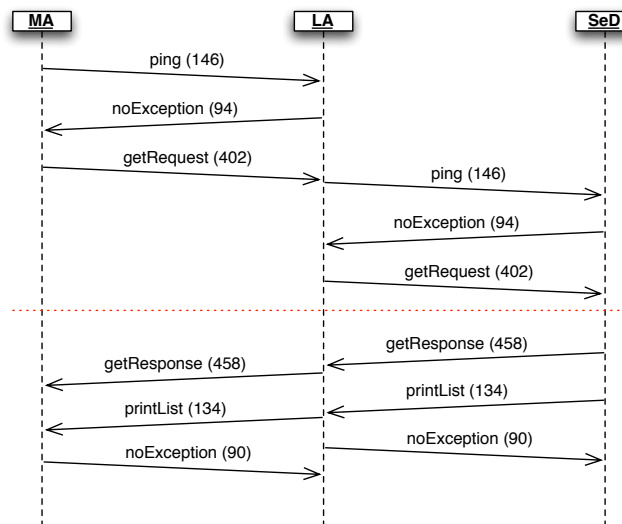 MA LA SeD
ping (146)
noException (94)
getRequest (402)
ping (146)
noException (94)
getRequest (402)
getResponse (458)
getResponse (458)
printList (134)
printList (134)
noException (90)
noException (90)